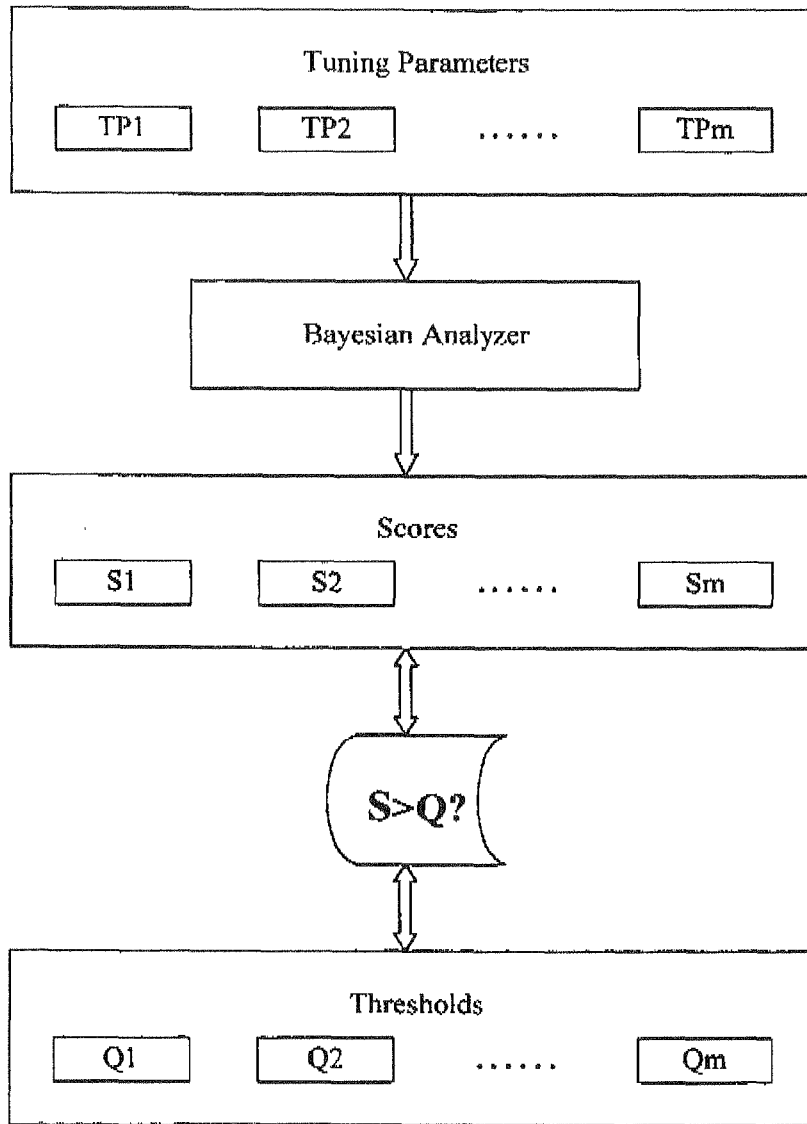 Tuning Parameters
TP1 TP2 ...... TPm
Bayesian Analyzer
Scores
S1 S2 ...... Sm
S>Q?
Thresholds
Q1 Q2 ...... Qm